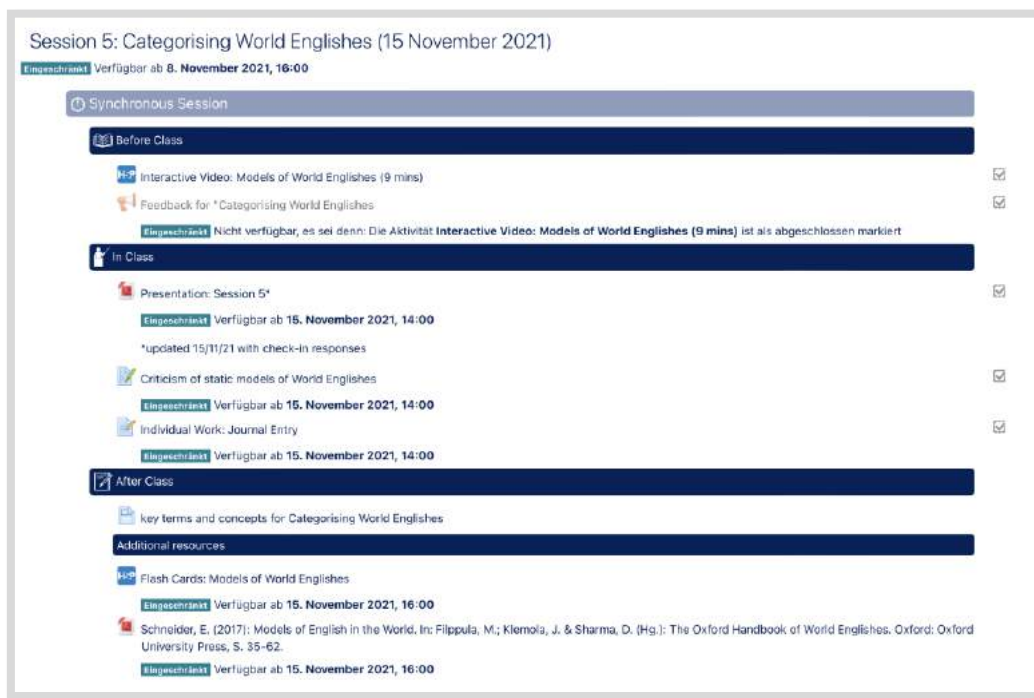 Session 5: Categorising World Englishes (15 November 2021)
Eingeschränkt Verfügbar ab 8. November 2021, 16:00
Synchronous Session
Before Class
H-P Interactive Video: Models of World Englishes (9 mins)
Feedback for "Categorising World Englishes
Eingeschränkt Nicht verfügbar, es sei denn: Die Aktivität Interactive Video: Models of World Englishes (9 mins) ist als abgeschlossen markiert
In Class
Presentation: Session 5*
Eingeschränkt Verfügbar ab 15. November 2021, 14:00
*updated 15/11/21 with check-in responses
Criticism of static models of World Englishes
Eingeschränkt Verfügbar ab 15. November 2021, 14:00
Individual Work: Journal Entry
Eingeschränkt Verfügbar ab 15. November 2021, 14:00
After Class
key terms and concepts for Categorising World Englishes
Additional resources
H-P Flash Cards: Models of World Englishes
Eingeschränkt Verfügbar ab 15. November 2021, 16:00
Schneider, E. (2017): Models of English in the World. In: Filppula, M.; Klemola, J. & Sharma, D. (Hg.): The Oxford Handbook of World Englishes. Oxford: Oxford
University Press, S. 35-62.
Eingeschränkt Verfügbar ab 15. November 2021, 16:00